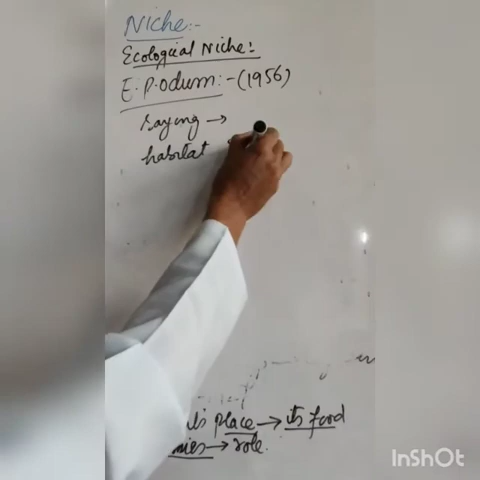 Niche:-
Ecological Niche:
E.P.Odum:-(1956)
saying →
habitat
place → its food
→ role.
InShOt